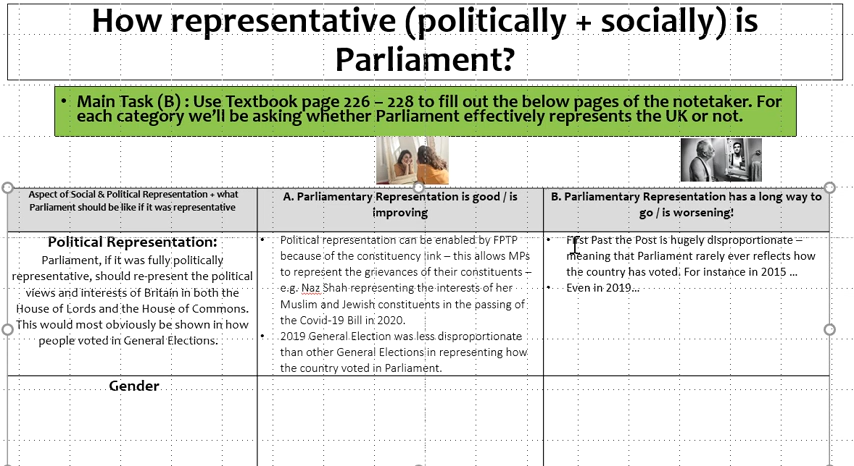 How representative (politically + socially) is
Parliament?
• Main Task (B) : Use Textbook page 226 – 228 to fill out the below pages of the notetaker. For
each category we'll be asking whether Parliament effectively represents the UK or not.
Aspect of Social & Political Representation + what
Parliament should be like if it was representative
A. Parliamentary Representation is good / is
improving
B. Parliamentary Representation has a long way to
go / is worsening!
Political Representation:
Parliament, if it was fully politically
representative, should re-present the political
views and interests of Britain in both the
House of Lords and the House of Commons.
This would most obviously be shown in how
people voted in General Elections.
• Political representation can be enabled by FPTP
because of the constituency link – this allows MPs
to represent the grievances of their constituents –
e.g. Naz Shah representing the interests of her
Muslim and Jewish constituents in the passing of
the Covid-19 Bill in 2020.
• 2019 General Election was less disproportionate
than other General Elections in representing how
the country voted in Parliament.
• First Past the Post is hugely disproportionate –
meaning that Parliament rarely ever reflects how
the country has voted. For instance in 2015 ...
• Even in 2019...
Gender